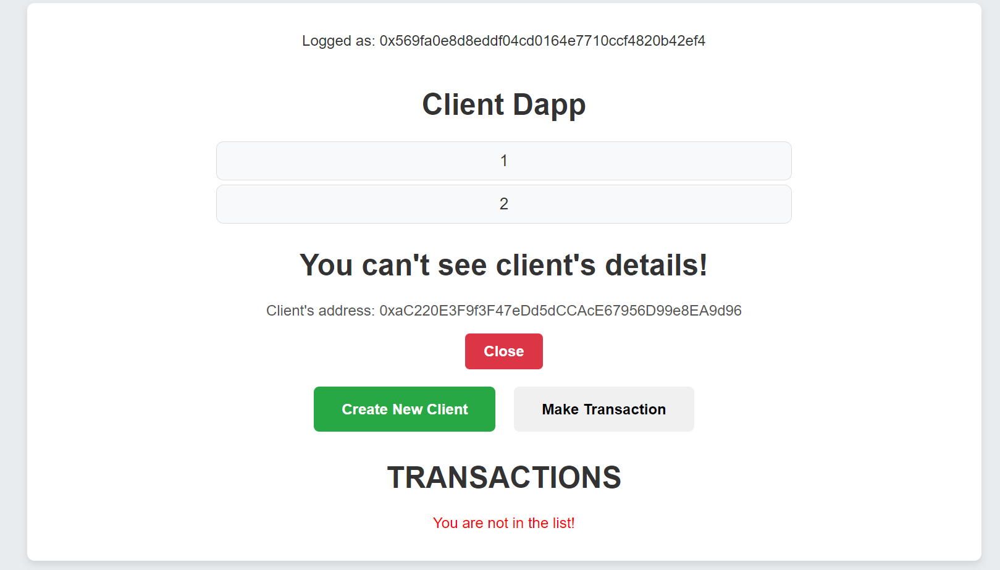 Logged as: 0x569fa0e8d8eddf04cd0164e7710ccf4820b42ef4
Client Dapp
1
2
You can't see client's details!
Client's address: 0xaC220E3F9f3F47eDd5dCCAcE67956D99e8EA9d96
Close
Create New Client
Make Transaction
TRANSACTIONS
You are not in the list!